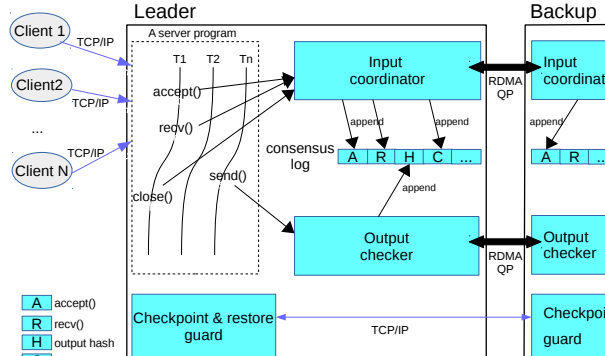 Leader
Backup
A server program
Client 1
TCP/IP
T1 T2 Tn
Input
coordinator
Input
RDMA
QP
Client2
TCP/IP
accept()
recv()
append append append
append
...
consensus
log
A R H C ...
A R ...
TCP/IP
Client N
send()
close()
append
Output
checker
Output
checker
RDMA
QP
A accept()
R recv()
H output hash
Checkpoint & restore
guard
TCP/IP
guard